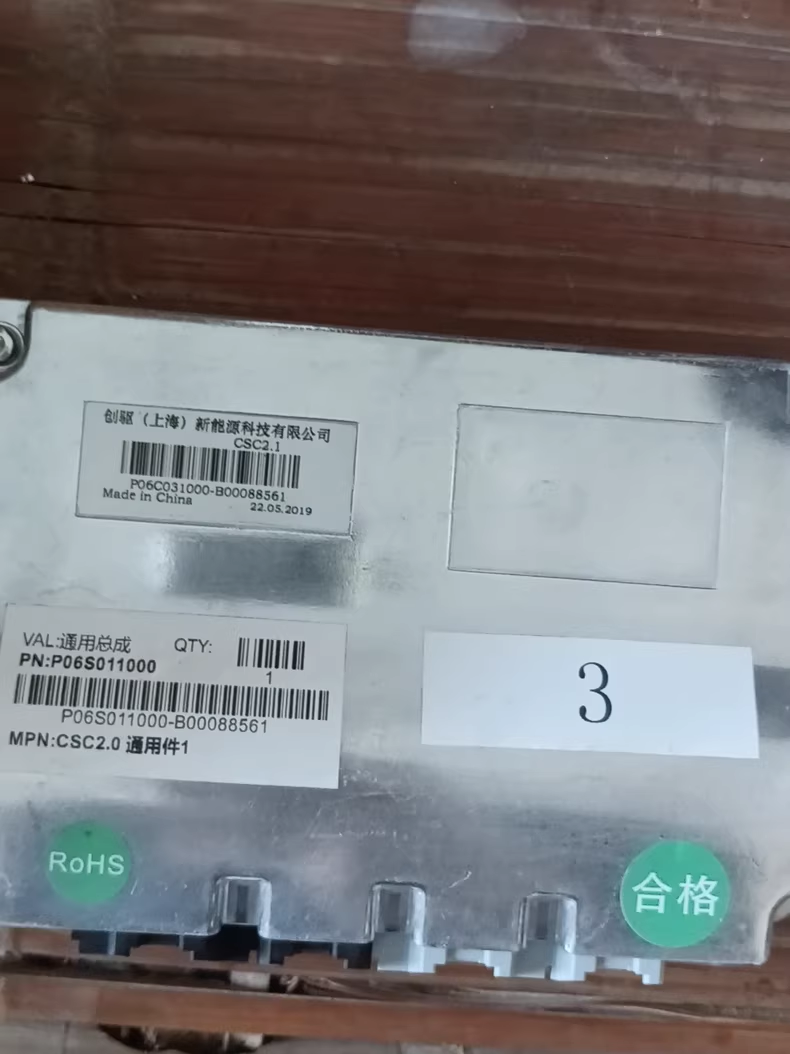 创驱（上海）新能源科技有限公司
CSC2.1
P06C031000-B00088561
Made in China
22.05.2019
VAL:通用总成 QTY:
1
PN:P06S011000
P06S011000-B00088561
MPN:CSC2.0 通用件1
3
RoHS
合格